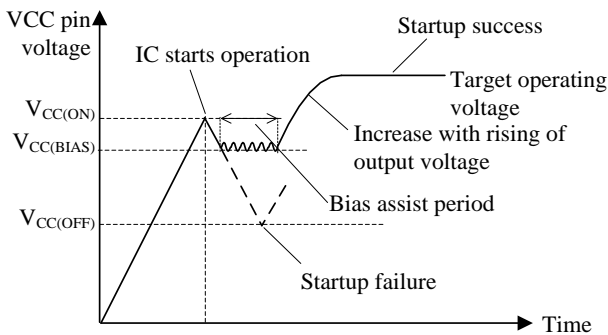 VCC pin
voltage
Startup success
IC starts operation
Target operating
voltage
VCC(ON)
Increase with rising of
output voltage
VCC(BIAS)
Bias assist period
VCC(OFF)
Startup failure
Time